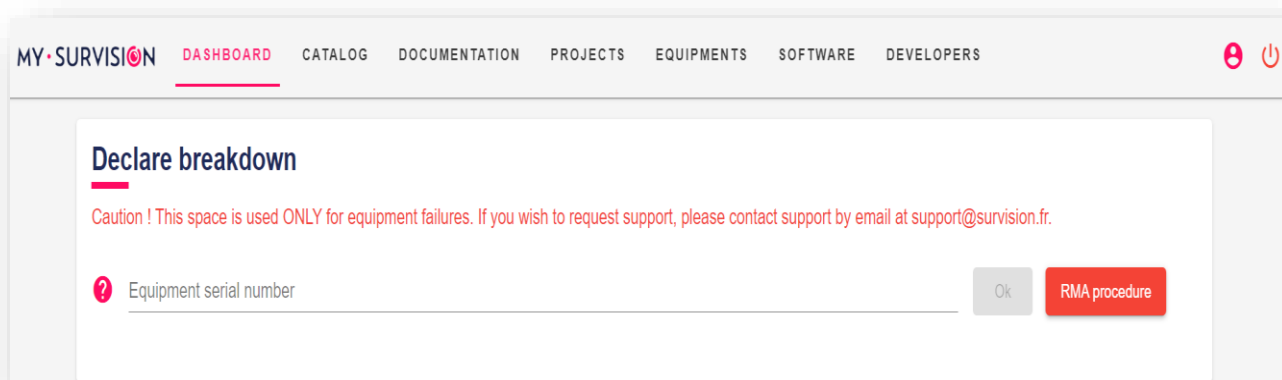 MY·SURVISION DASHBOARD CATALOG DOCUMENTATION PROJECTS EQUIPMENTS SOFTWARE DEVELOPERS
Declare breakdown
Caution ! This space is used ONLY for equipment failures. If you wish to request support, please contact support by email at support@survision.fr.
? Equipment serial number Ok RMA procedure